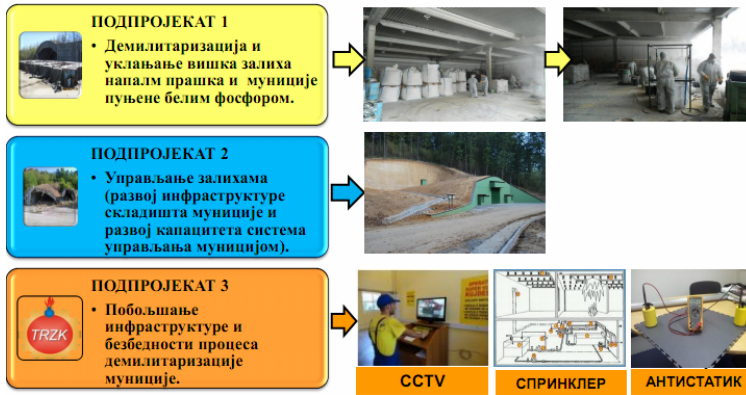 ПОДПРОЈЕКАТ 1
• Демилитаризација и
уклањање вишка залиха
напалм прашка и муниције
пуњене белим фосфором.
ПОДПРОЈЕКАТ 2
• Управљање залихама
(развој инфраструктуре
складишта муниције и
развој капацитета система
управљања муницијом).
ПОДПРОЈЕКАТ 3
• Побољшање
инфраструктуре и
безбедности процеса
демилитаризације
муниције.
TRZK
CCTV
СПРИНКЛЕР
АНТИСТАТИК